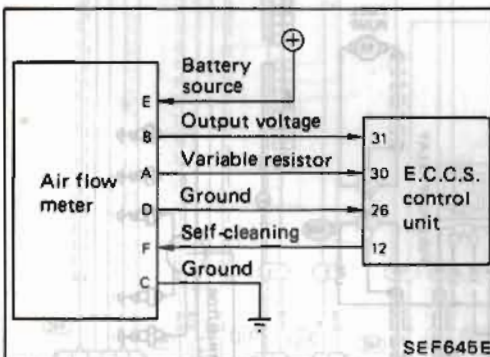 Battery
source
E
B
Output voltage
31
A
Variable resistor
30
E.C.C.S.
control
unit
Air flow
meter
D
Ground
26
F
Self-cleaning
12
C
Ground
SEF645E